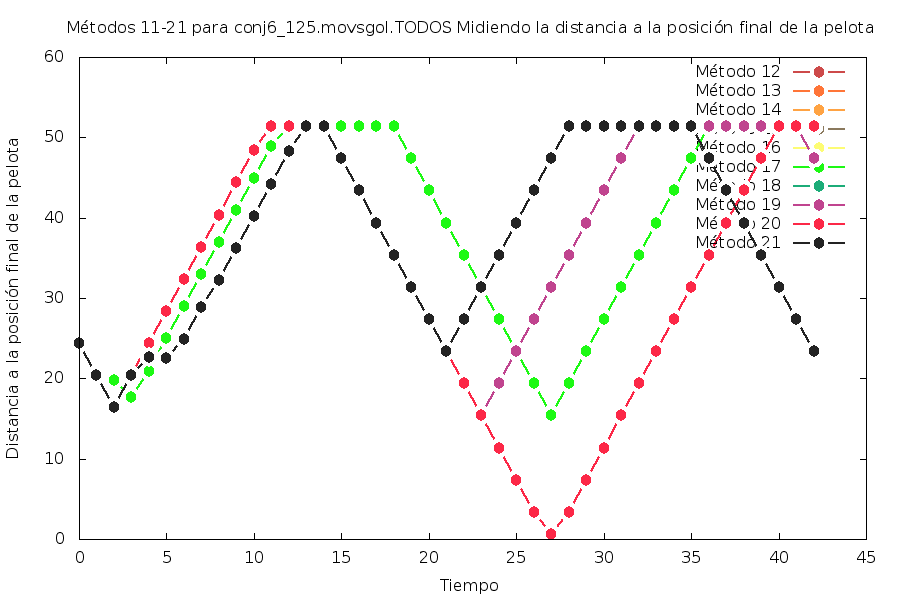 Métodos 11-21 para conj6_125.movsgol.TODOS Midiendo la distancia a la posición final de la pelota
60
50
40
30
20
10
0
0 5 10 15 20 25 30 35 40 45
Distancia a la posición final de la pelota
Tiempo
Método 12
Método 13
Método 14
Método 16
Método 17
18
Método 19
20
Método 21